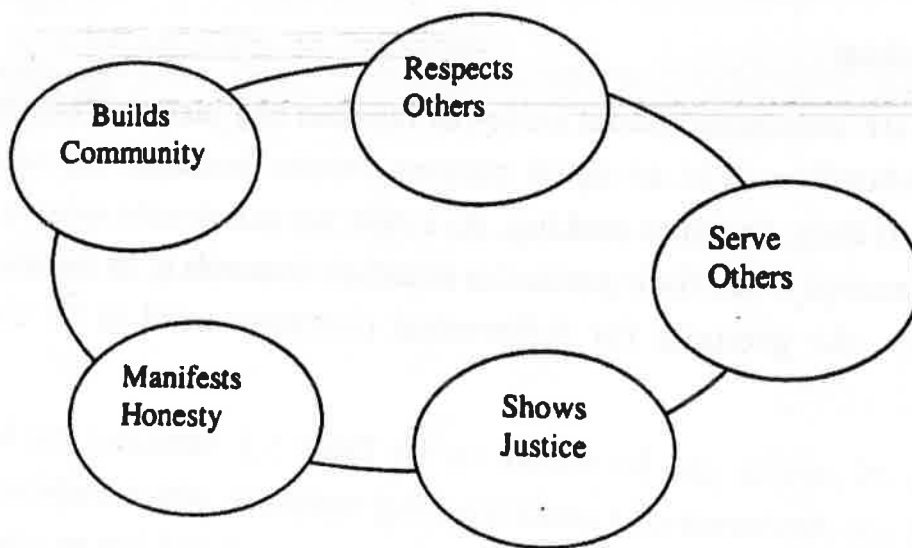 Respects
Others
Builds
Community
Serve
Others
Manifests
Honesty
Shows
Justice